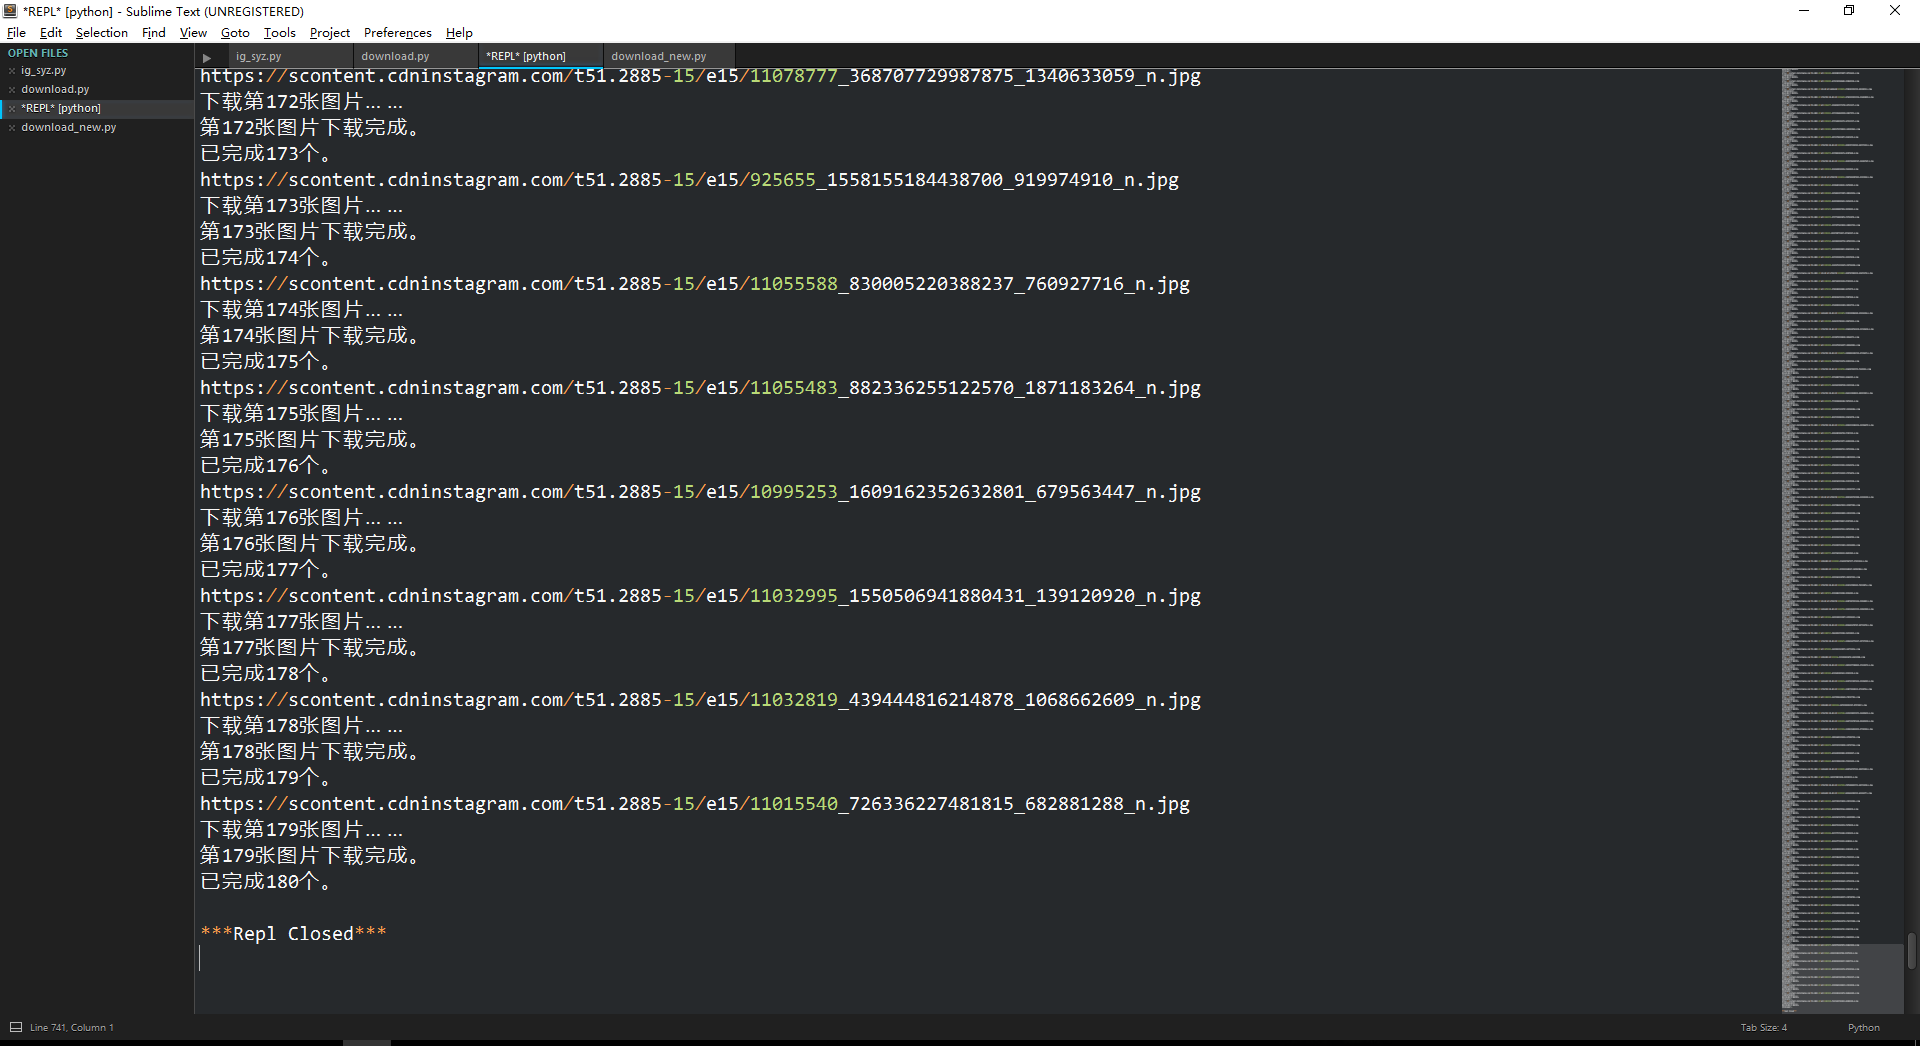 *REPL* [python] - Sublime Text (UNREGISTERED)
File Edit Selection Find View Goto Tools Project Preferences Help
OPEN FILES
ig_syz.py
download.py
*REPL* [python]
download_new.py
ig_syz.py download.py *REPL* [python] download_new.py
https://scontent.cdninstagram.com/t51.2885-15/e15/11078777_368707729987875_1340633059_n.jpg
下载第172张图片... ...
第172张图片下载完成。
已完成173个。
https://scontent.cdninstagram.com/t51.2885-15/e15/925655_1558155184438700_919974910_n.jpg
下载第173张图片... ...
第173张图片下载完成。
已完成174个。
https://scontent.cdninstagram.com/t51.2885-15/e15/11055588_830005220388237_760927716_n.jpg
下载第174张图片... ...
第174张图片下载完成。
已完成175个。
https://scontent.cdninstagram.com/t51.2885-15/e15/11055483_882336255122570_1871183264_n.jpg
下载第175张图片... ...
第175张图片下载完成。
已完成176个。
https://scontent.cdninstagram.com/t51.2885-15/e15/10995253_1609162352632801_679563447_n.jpg
下载第176张图片... ...
第176张图片下载完成。
已完成177个。
https://scontent.cdninstagram.com/t51.2885-15/e15/11032995_1550506941880431_139120920_n.jpg
下载第177张图片... ...
第177张图片下载完成。
已完成178个。
https://scontent.cdninstagram.com/t51.2885-15/e15/11032819_439444816214878_1068662609_n.jpg
下载第178张图片... ...
第178张图片下载完成。
已完成179个。
https://scontent.cdninstagram.com/t51.2885-15/e15/11015540_726336227481815_682881288_n.jpg
下载第179张图片... ...
第179张图片下载完成。
已完成180个。
***Repl Closed***
Line 741, Column 1 Tab Size: 4 Python